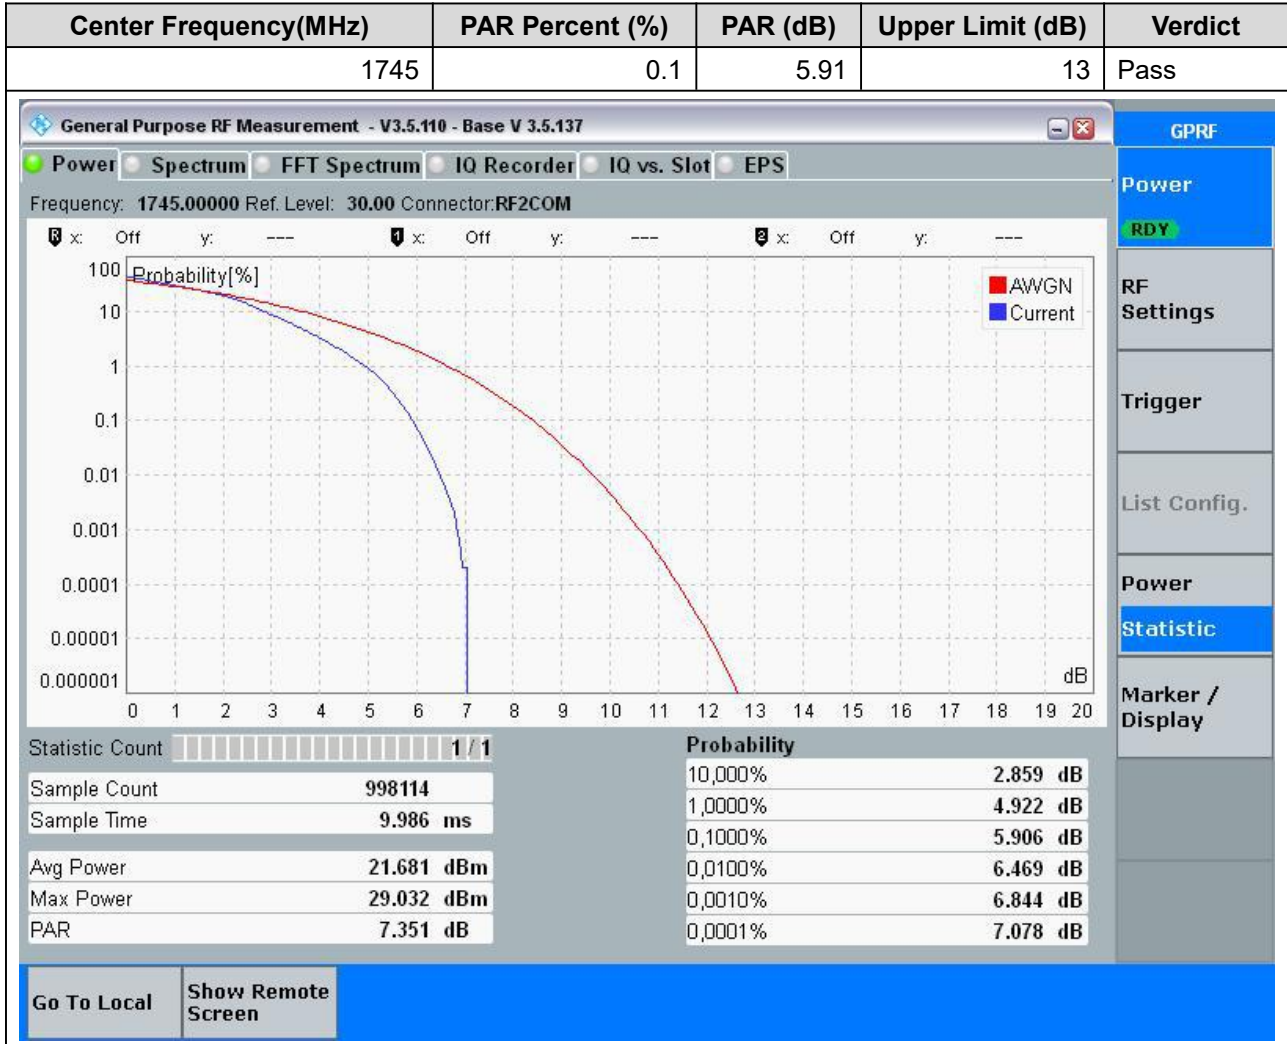 Center Frequency(MHz) PAR Percent (%) PAR (dB) Upper Limit (dB) Verdict
1745 0.1 5.91 13 Pass
General Purpose RF Measurement - V3.5.110 - Base V 3.5.137
GPRF
Power Spectrum FFT Spectrum IQ Recorder IQ vs. Slot EPS
Frequency: 1745.00000 Ref. Level: 30.00 Connector:RF2COM
R x: Off y: --- 1 x: Off y: --- 2 x: Off y: ---
Probability[%]
AWGN
Current
100
10
1
0.1
0.01
0.001
0.0001
0.00001
0.000001
dB
0 1 2 3 4 5 6 7 8 9 10 11 12 13 14 15 16 17 18 19 20
Statistic Count 1 / 1
Sample Count 998114
Sample Time 9.986 ms
Avg Power 21.681 dBm
Max Power 29.032 dBm
PAR 7.351 dB
Probability
10,000% 2.859 dB
1,0000% 4.922 dB
0,1000% 5.906 dB
0,0100% 6.469 dB
0,0010% 6.844 dB
0,0001% 7.078 dB
Power
RDY
RF
Settings
Trigger
List Config.
Power
Statistic
Marker /
Display
Go To Local
Show Remote
Screen